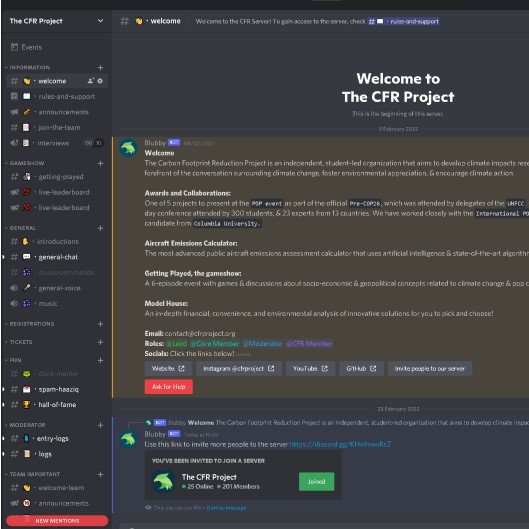 The CFR Project
welcome
Welcome to the CFR Server! To gain access to the server, check # rules-and-support
Events
INFORMATION
welcome
rules-and-support
announcements
join-the-team
interviews 00 10
GAMESHOW
getting-played
live-leaderboard
live-leaderboard
GENERAL
introductions
general-chat
music-commands
general-voice
music
REGISTRATIONS
TICKETS
FUN
dank-memer
spam-haaziq
hall-of-fame
MODERATOR
entry-logs
logs
TEAM IMPORTANT
welcome-team
announcements
NEW MENTIONS
Welcome to
The CFR Project
This is the beginning of this server.
8 February 2022
Blubby BOT 08/02/2022
Welcome
The Carbon Footprint Reduction Project is an independent, student-led organization that aims to develop climate impacts rese
forefront of the conversation surrounding climate change, foster environmental appreciation, & encourage climate action.
Awards and Collaborations:
One of 5 projects to present at the POP event as part of the official Pre-COP26, which was attended by delegates of the UNFCC,
day conference attended by 300 students, & 23 experts from 13 countries. We have worked closely with the International PO
candidate from Columbia University.
Aircraft Emissions Calculator:
The most advanced public aircraft emissions assessment calculator that uses artificial intelligence & state-of-the-art algorithm
Getting Played, the gameshow:
A 6-episode event with games & discussions about socio-economic & geopolitical concepts related to climate change & pop c
Model House:
An in-depth financial, convenience, and environmental analysis of innovative solutions for you to pick and choose!
Email: contact@cfrproject.org
Roles: @Lead @Core Member @Moderator @CFR Member
Socials: Click the links below! (edited)
Website
Instagram @cfrproject
YouTube
GitHub
Invite people to our server
Ask for Help
23 February 2022
BOT Blubby Welcome The Carbon Footprint Reduction Project is an independent, student-led organization that aims to develop climate impac
Blubby BOT Today at
Use this link to invite more people to the server
YOU'VE BEEN INVITED TO JOIN A SERVER
The CFR Project
25 Online 201 Members
Joined
Only you can see this • Dismiss message